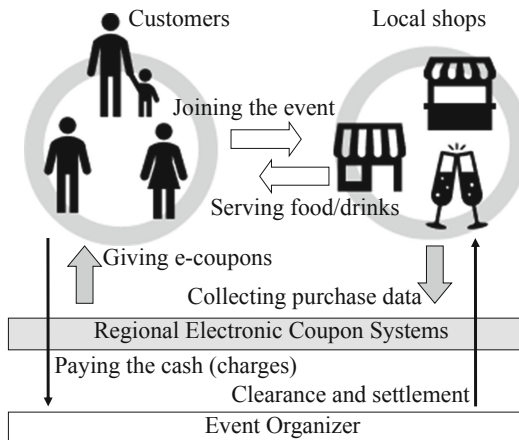 Customers
Local shops
Joining the event
Serving food/drinks
Giving e-coupons
Collecting purchase data
Regional Electronic Coupon Systems
Paying the cash (charges)
Clearance and settlement
Event Organizer